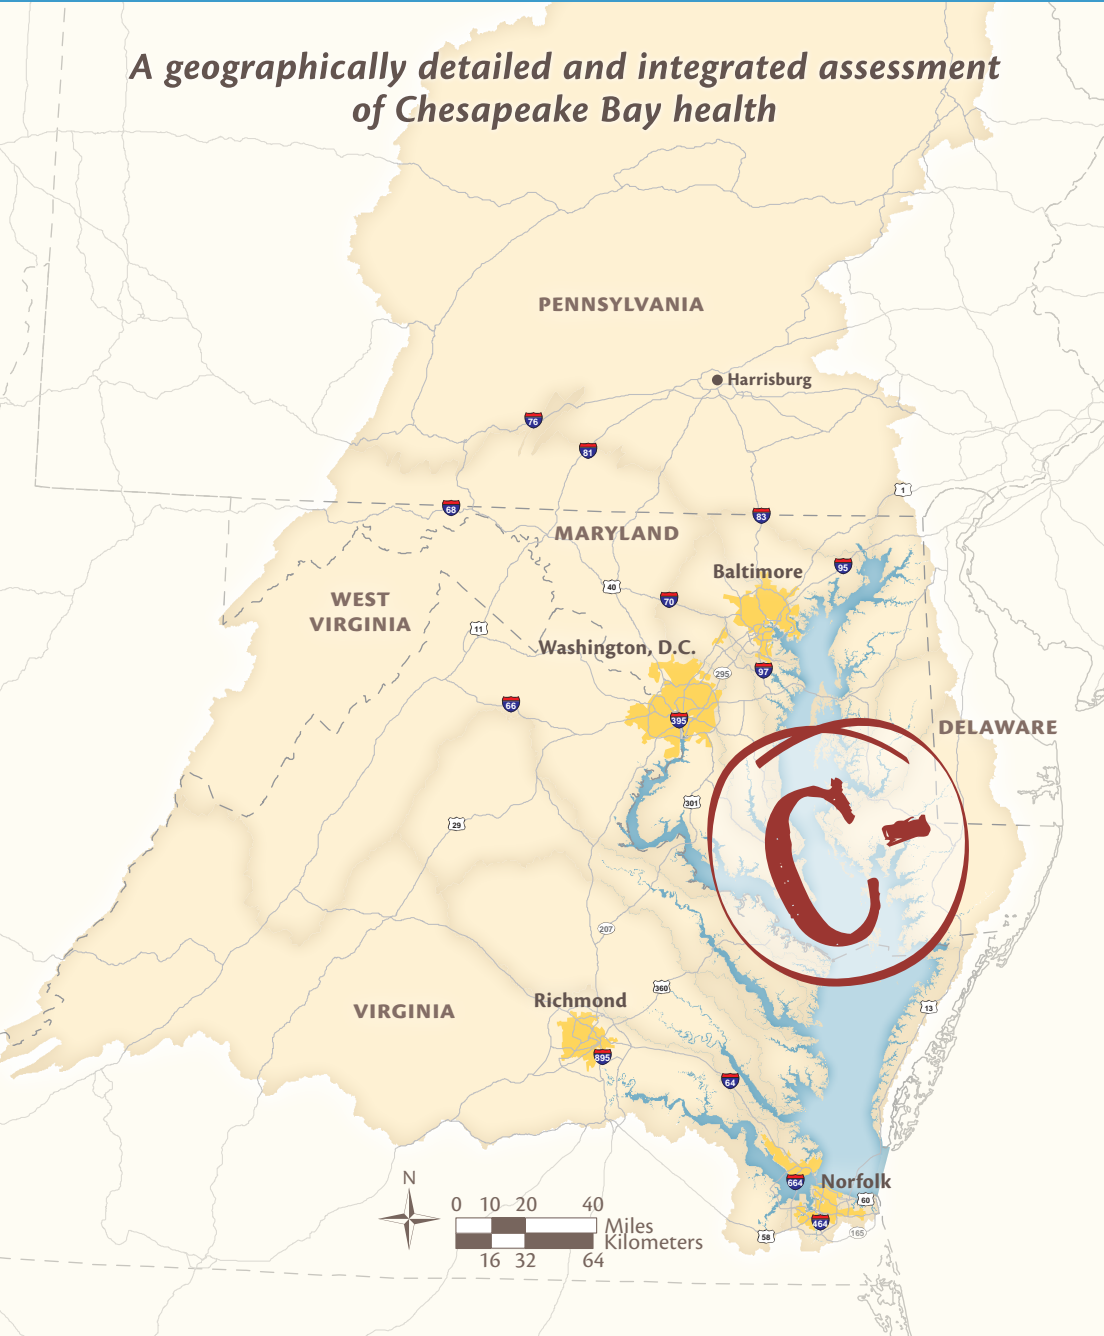 A geographically detailed and integrated assessment
of Chesapeake Bay health
PENNSYLVANIA
Harrisburg
76
81
1
68
83
MARYLAND
95
Baltimore
40
70
WEST
VIRGINIA
11
Washington, D.C.
97
295
66
395
DELAWARE
301
29
C-
207
360
Richmond
13
VIRGINIA
895
64
N
Norfolk
664
60
0 10 20 40
464
Miles
165
58
Kilometers
16 32 64